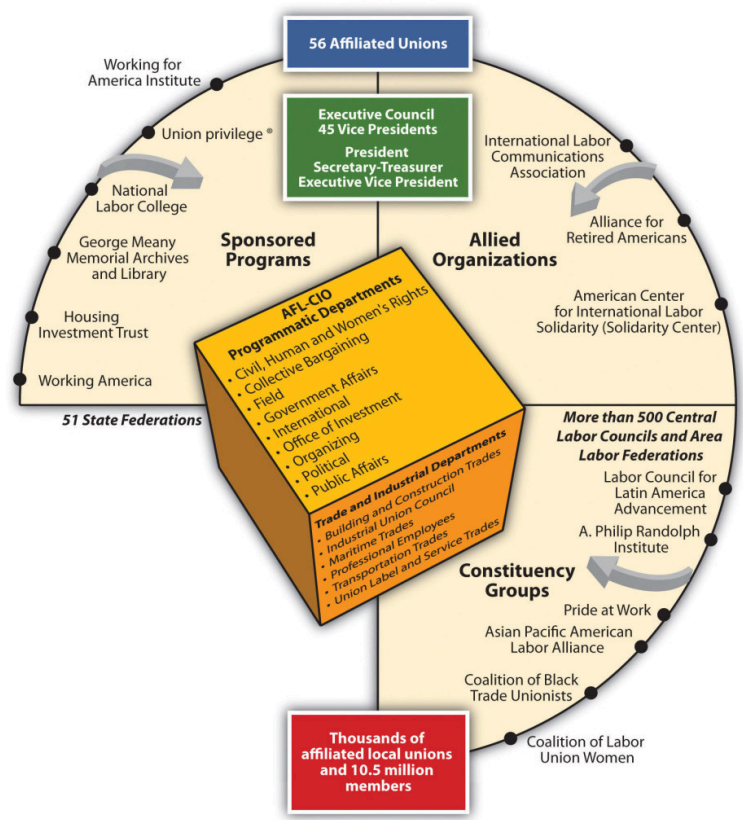 56 Affiliated Unions
Executive Council
45 Vice Presidents
President
Secretary-Treasurer
Executive Vice President
Working for
America Institute
Union privilege ®
National
Labor College
George Meany
Memorial Archives
and Library
Housing
Investment Trust
Working America
Sponsored
Programs
51 State Federations
International Labor
Communications
Association
Alliance for
Retired Americans
American Center
for International Labor
Solidarity (Solidarity Center)
Allied
Organizations
AFL-CIO
Programmatic Departments
• Civil, Human and Women's Rights
• Collective Bargaining
• Field
• Government Affairs
• International
• Office of Investment
• Organizing
• Political
• Public Affairs
Trade and Industrial Departments
• Building and Construction Trades
• Industrial Union Council
• Maritime Trades
• Professional Employees
• Transportation Trades
• Union Label and Service Trades
More than 500 Central
Labor Councils and Area
Labor Federations
Labor Council for
Latin America
Advancement
A. Philip Randolph
Institute
Constituency
Groups
Pride at Work
Asian Pacific American
Labor Alliance
Coalition of Black
Trade Unionists
Coalition of Labor
Union Women
Thousands of
affiliated local unions
and 10.5 million
members